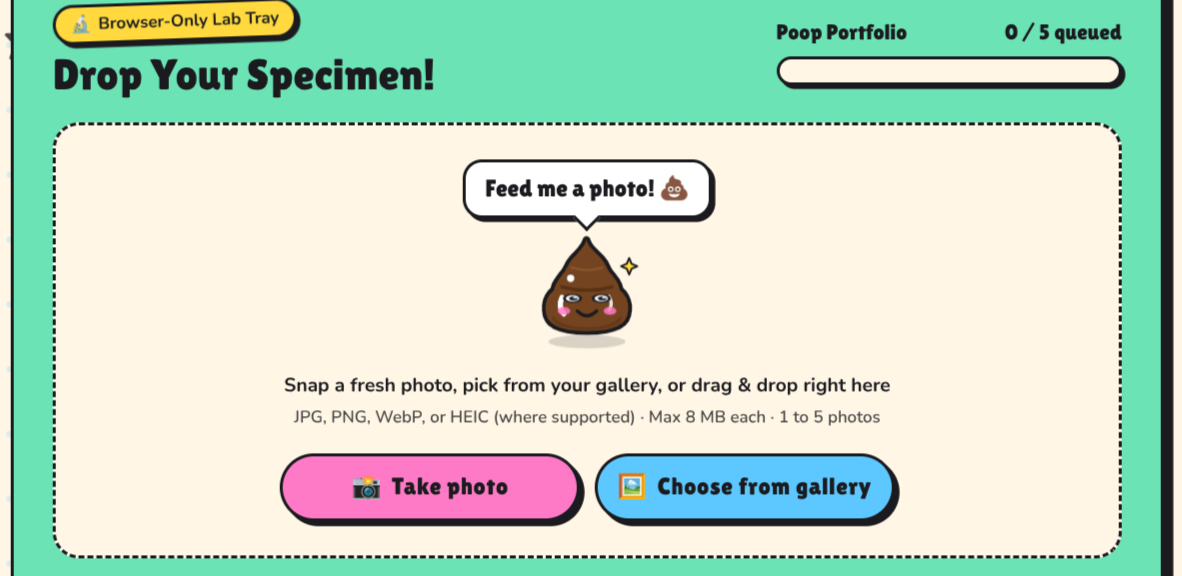 🔬 Browser-Only Lab Tray
Drop Your Specimen!
Poop Portfolio
0 / 5 queued
Feed me a photo! 💩
Snap a fresh photo, pick from your gallery, or drag & drop right here
JPG, PNG, WebP, or HEIC (where supported) · Max 8 MB each · 1 to 5 photos
📸 Take photo
🖼️ Choose from gallery